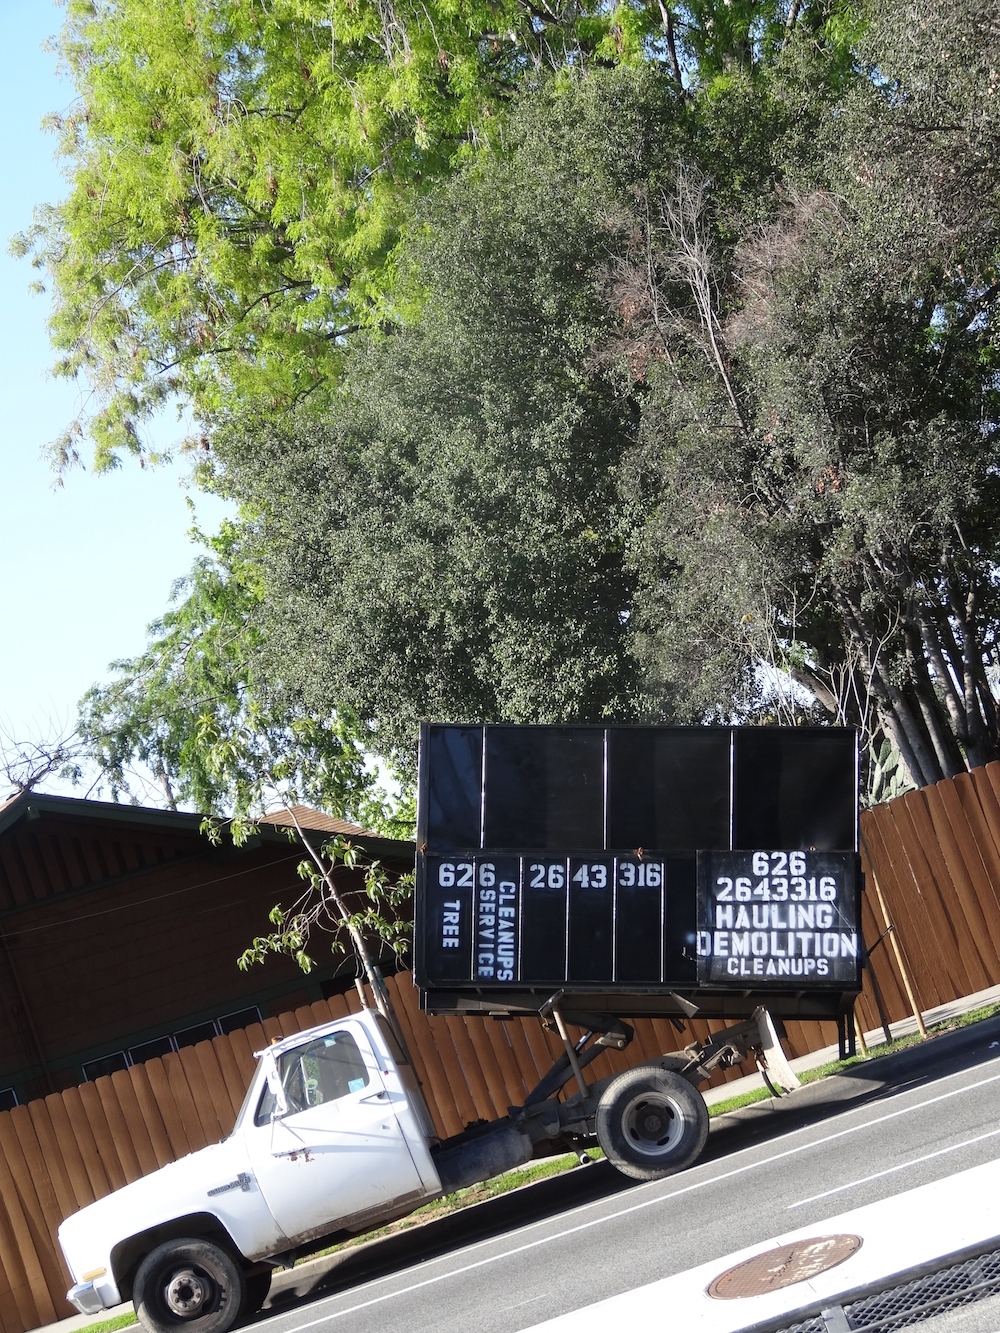 626 26 43 316
TREE
SERVICE
CLEANUPS
626
2643316
HAULING
DEMOLITION
CLEANUPS